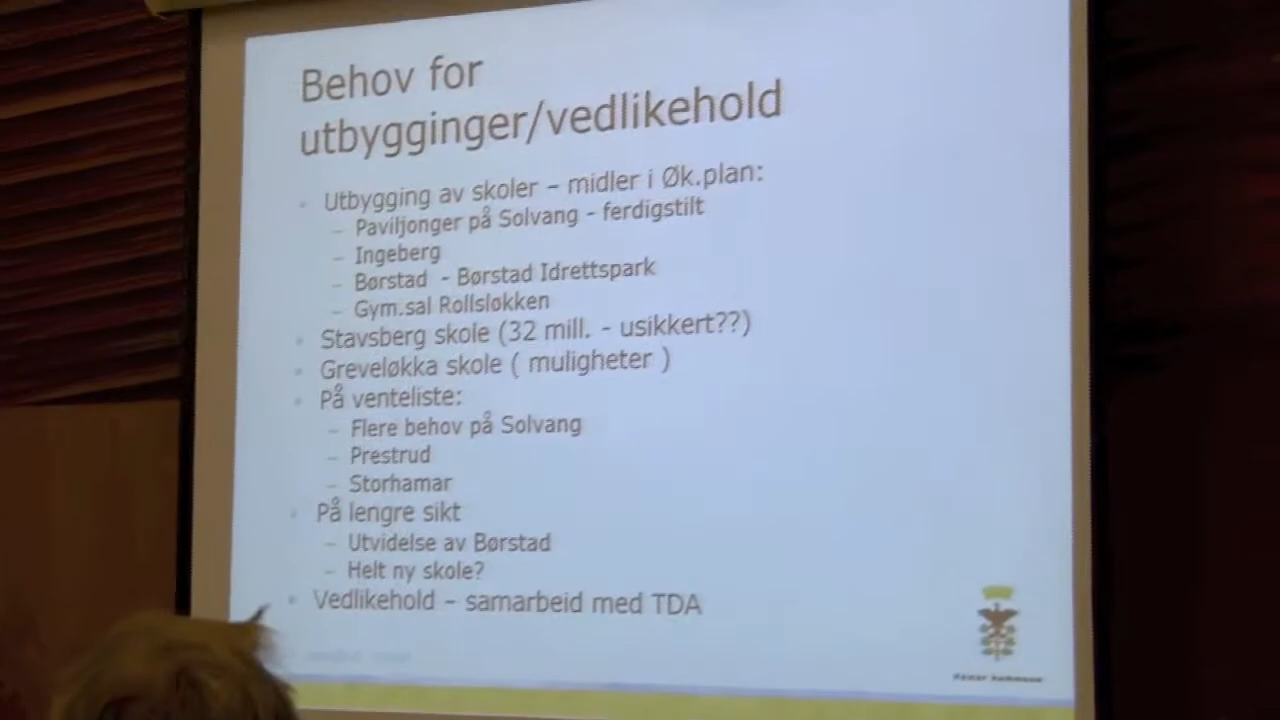 Behov for
utbygginger/vedlikehold
Utbygging av skoler – midler i Øk.plan:
– Paviljonger på Solvang - ferdigstilt
– Ingeberg
– Børstad - Børstad Idrettspark
– Gym.sal Rollsløkken
Stavsberg skole (32 mill. - usikkert??)
Greveløkka skole ( muligheter )
På venteliste:
– Flere behov på Solvang
– Prestrud
– Storhamar
På lengre sikt
– Utvidelse av Børstad
– Helt ny skole?
Vedlikehold – samarbeid med TDA
Hamar kommune